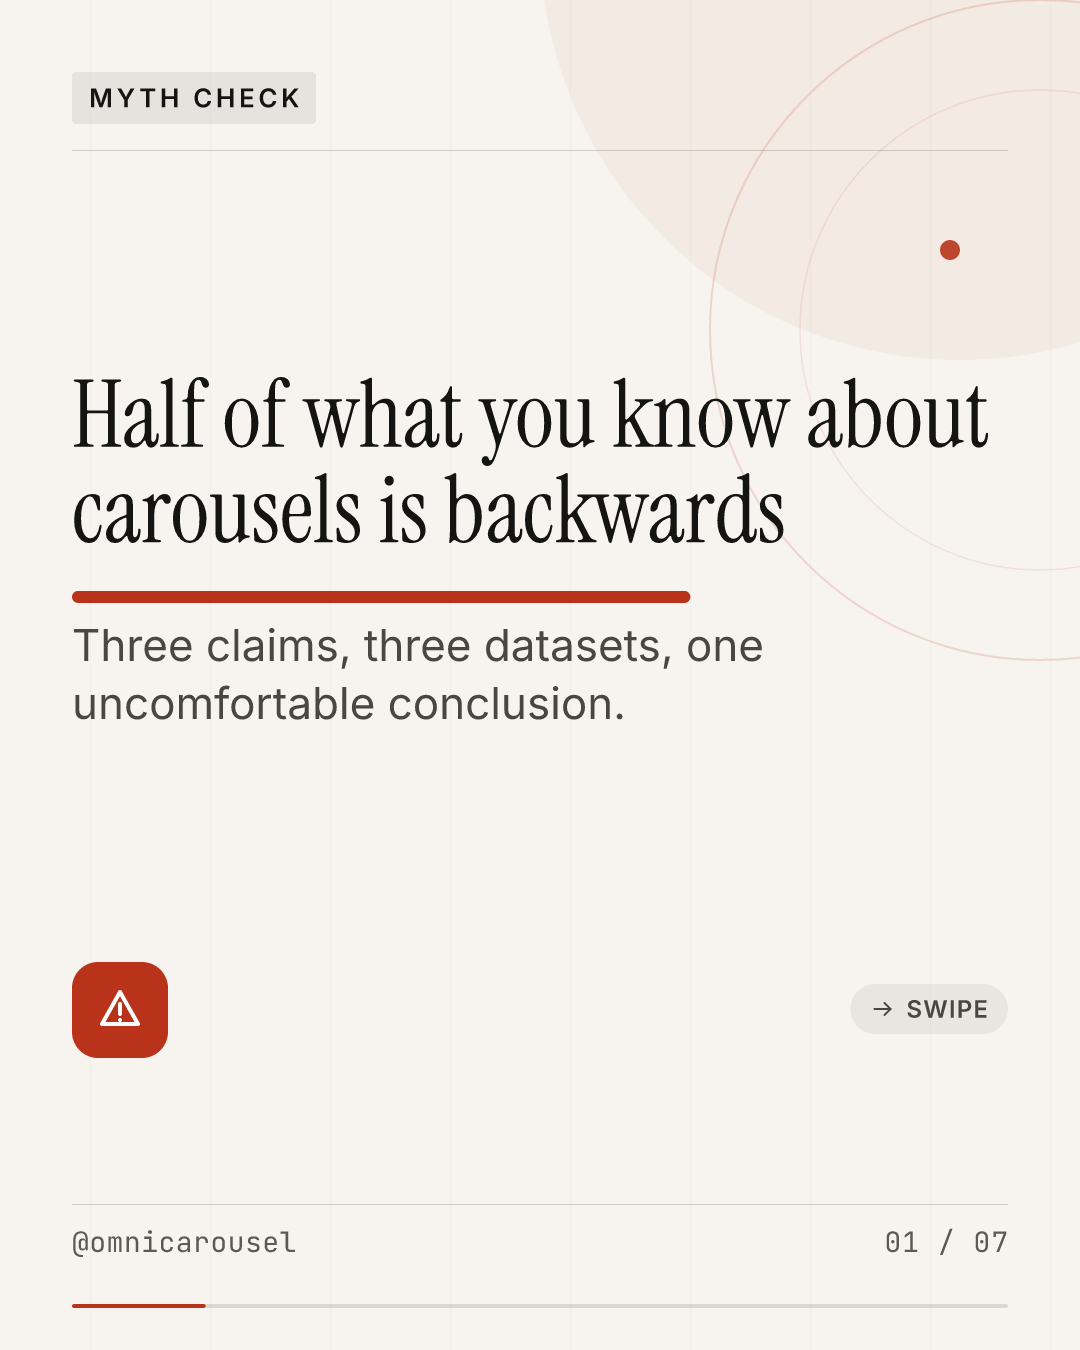 MYTH CHECK
Half of what you know about
carousels is backwards
Three claims, three datasets, one
uncomfortable conclusion.
→ SWIPE
@omnicarousel
01 / 07